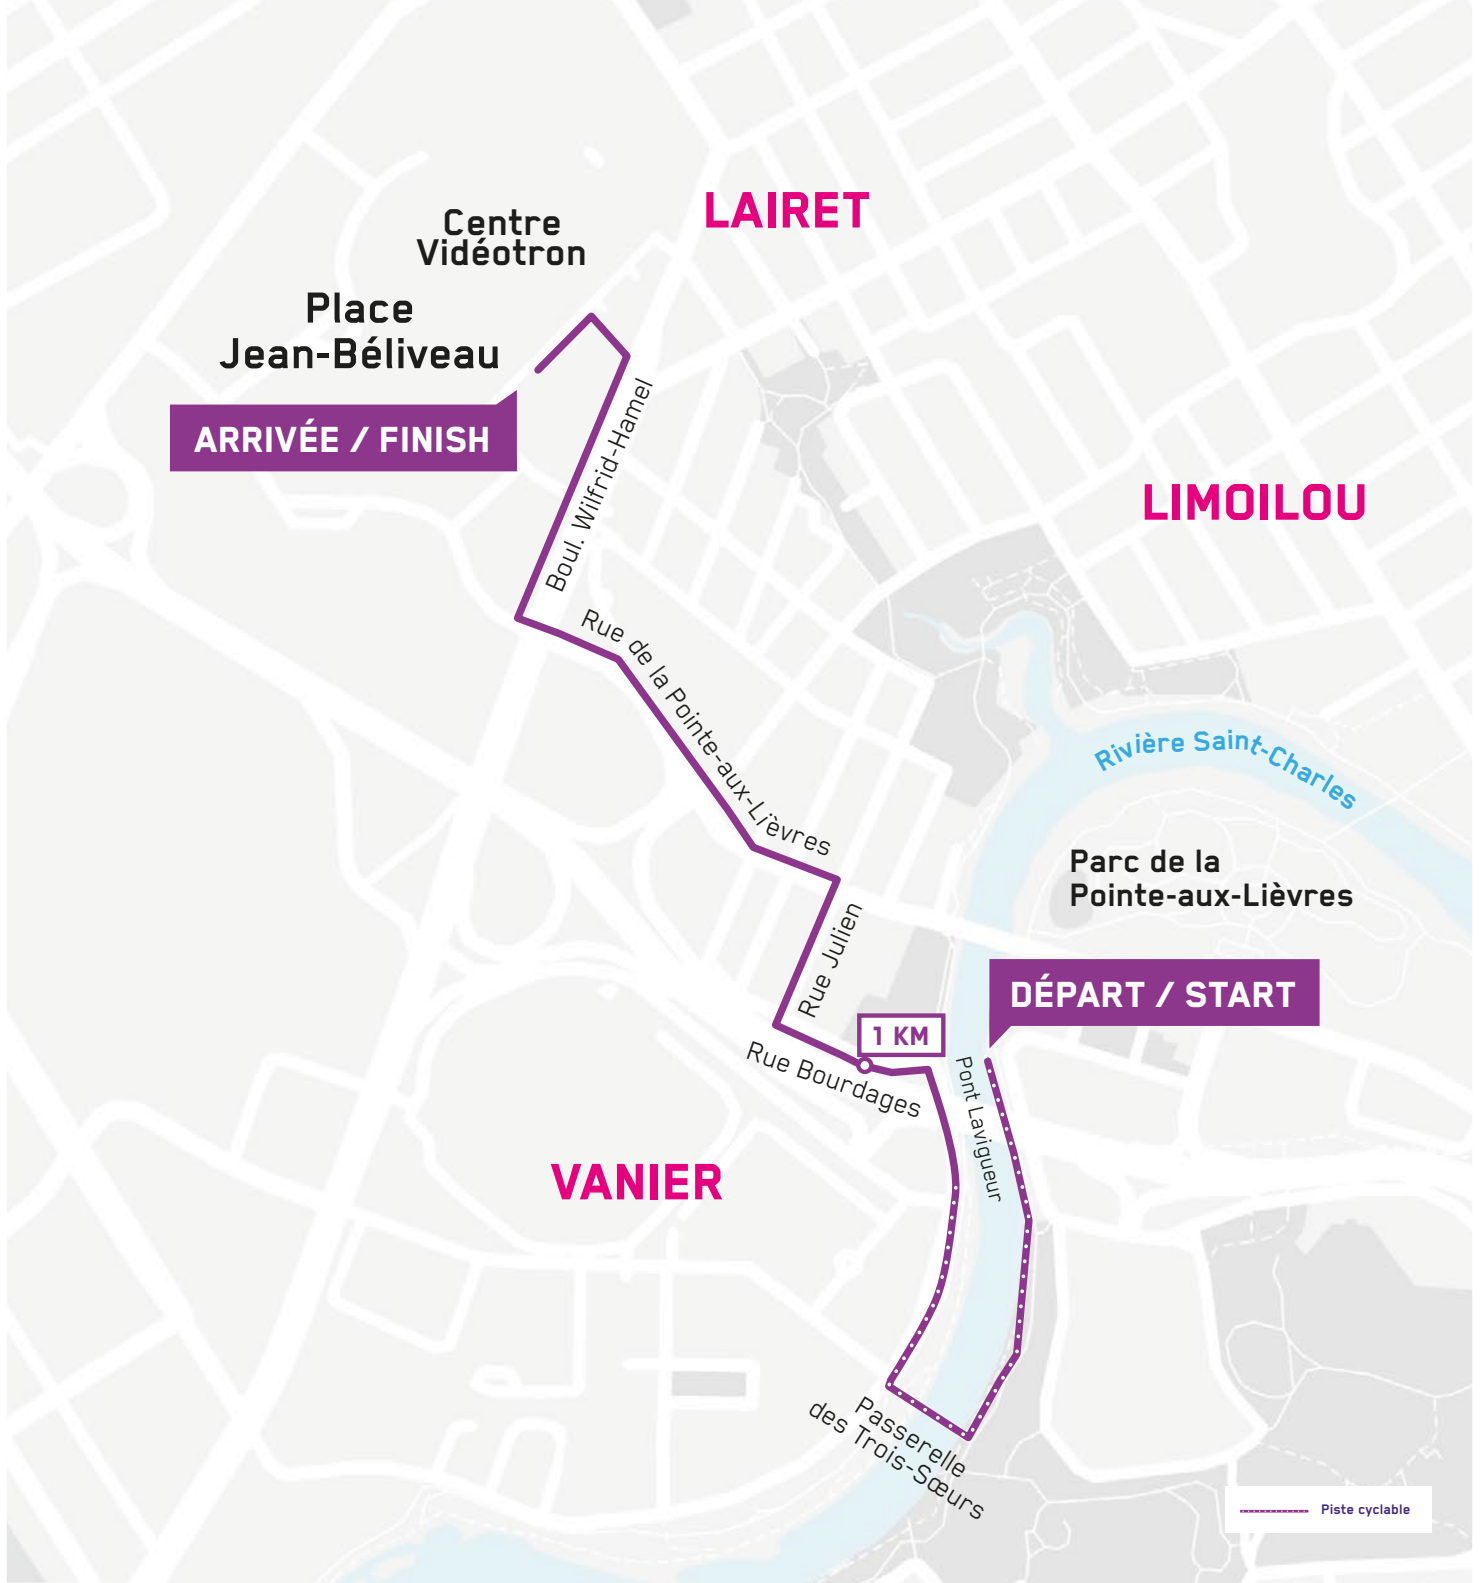 LAIRET
Centre
Vidéotron
Place
Jean-Béliveau
ARRIVÉE / FINISH
Boul. Wilfrid-Hamel
LIMOILOU
Rue de la Pointe-aux-Lièvres
Rivière Saint-Charles
Parc de la
Pointe-aux-Lièvres
Rue Julien
DÉPART / START
1 KM
Rue Bourdages
Pont Lavigueur
VANIER
Passerelle
des Trois-Sœurs
Piste cyclable